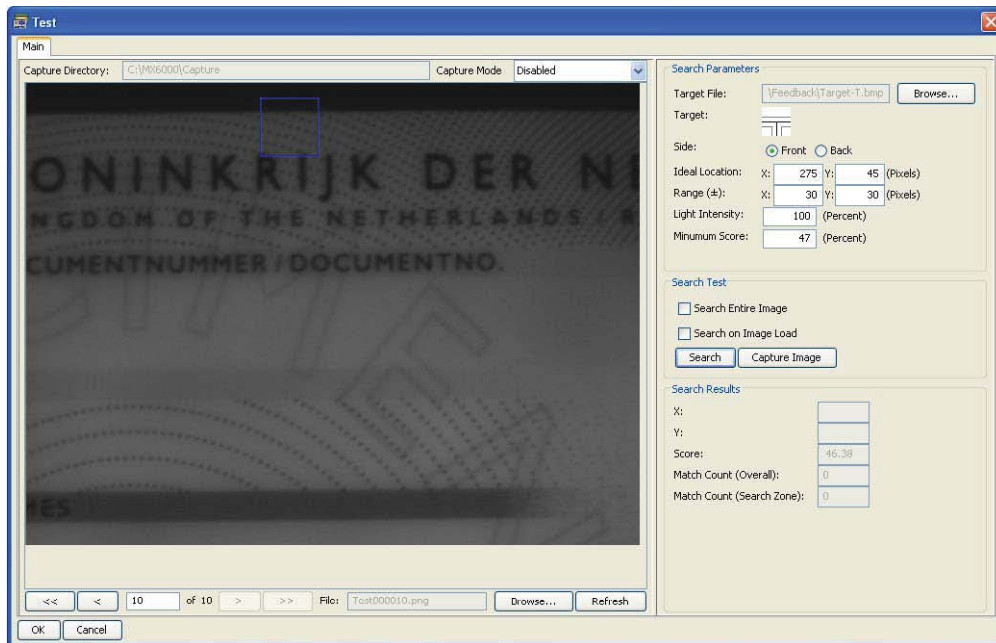 Test
Main
Capture Directory: C:\MX6000\Capture Capture Mode Disabled
ONINKRIJK DER NE
NGDOM OF THE NETHERLANDS R
CUMENTNUMMER / DOCUMENTNO.
MES
<< < 10 of 10 > >> File: Test000010.png Browse... Refresh
OK Cancel
Search Parameters
Target File: \Feedback\Target-T.bmp Browse...
Target:
Side: Front Back
Ideal Location: X: 275 Y: 45 (Pixels)
Range (±): X: 30 Y: 30 (Pixels)
Light Intensity: 100 (Percent)
Minumum Score: 47 (Percent)
Search Test
Search Entire Image
Search on Image Load
Search Capture Image
Search Results
X:
Y:
Score: 46.38
Match Count (Overall): 0
Match Count (Search Zone): 0